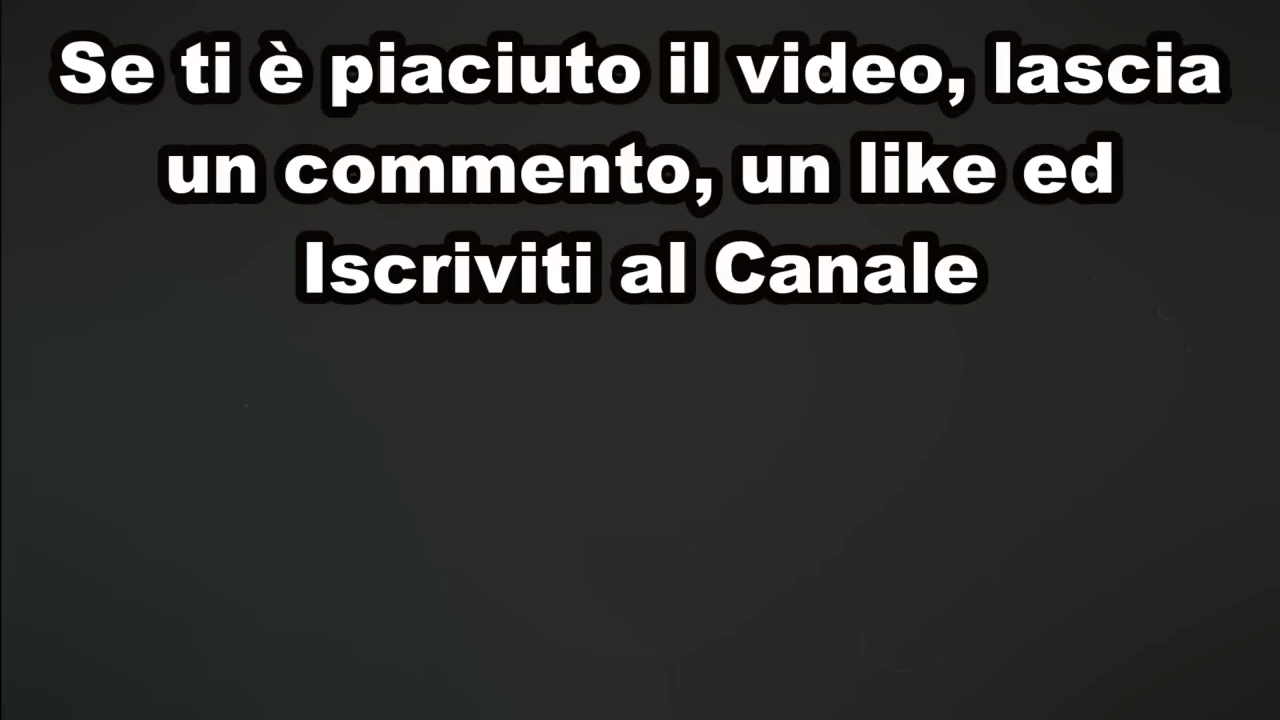 Se ti è piaciuto il video, lascia
un commento, un like ed
Iscriviti al Canale